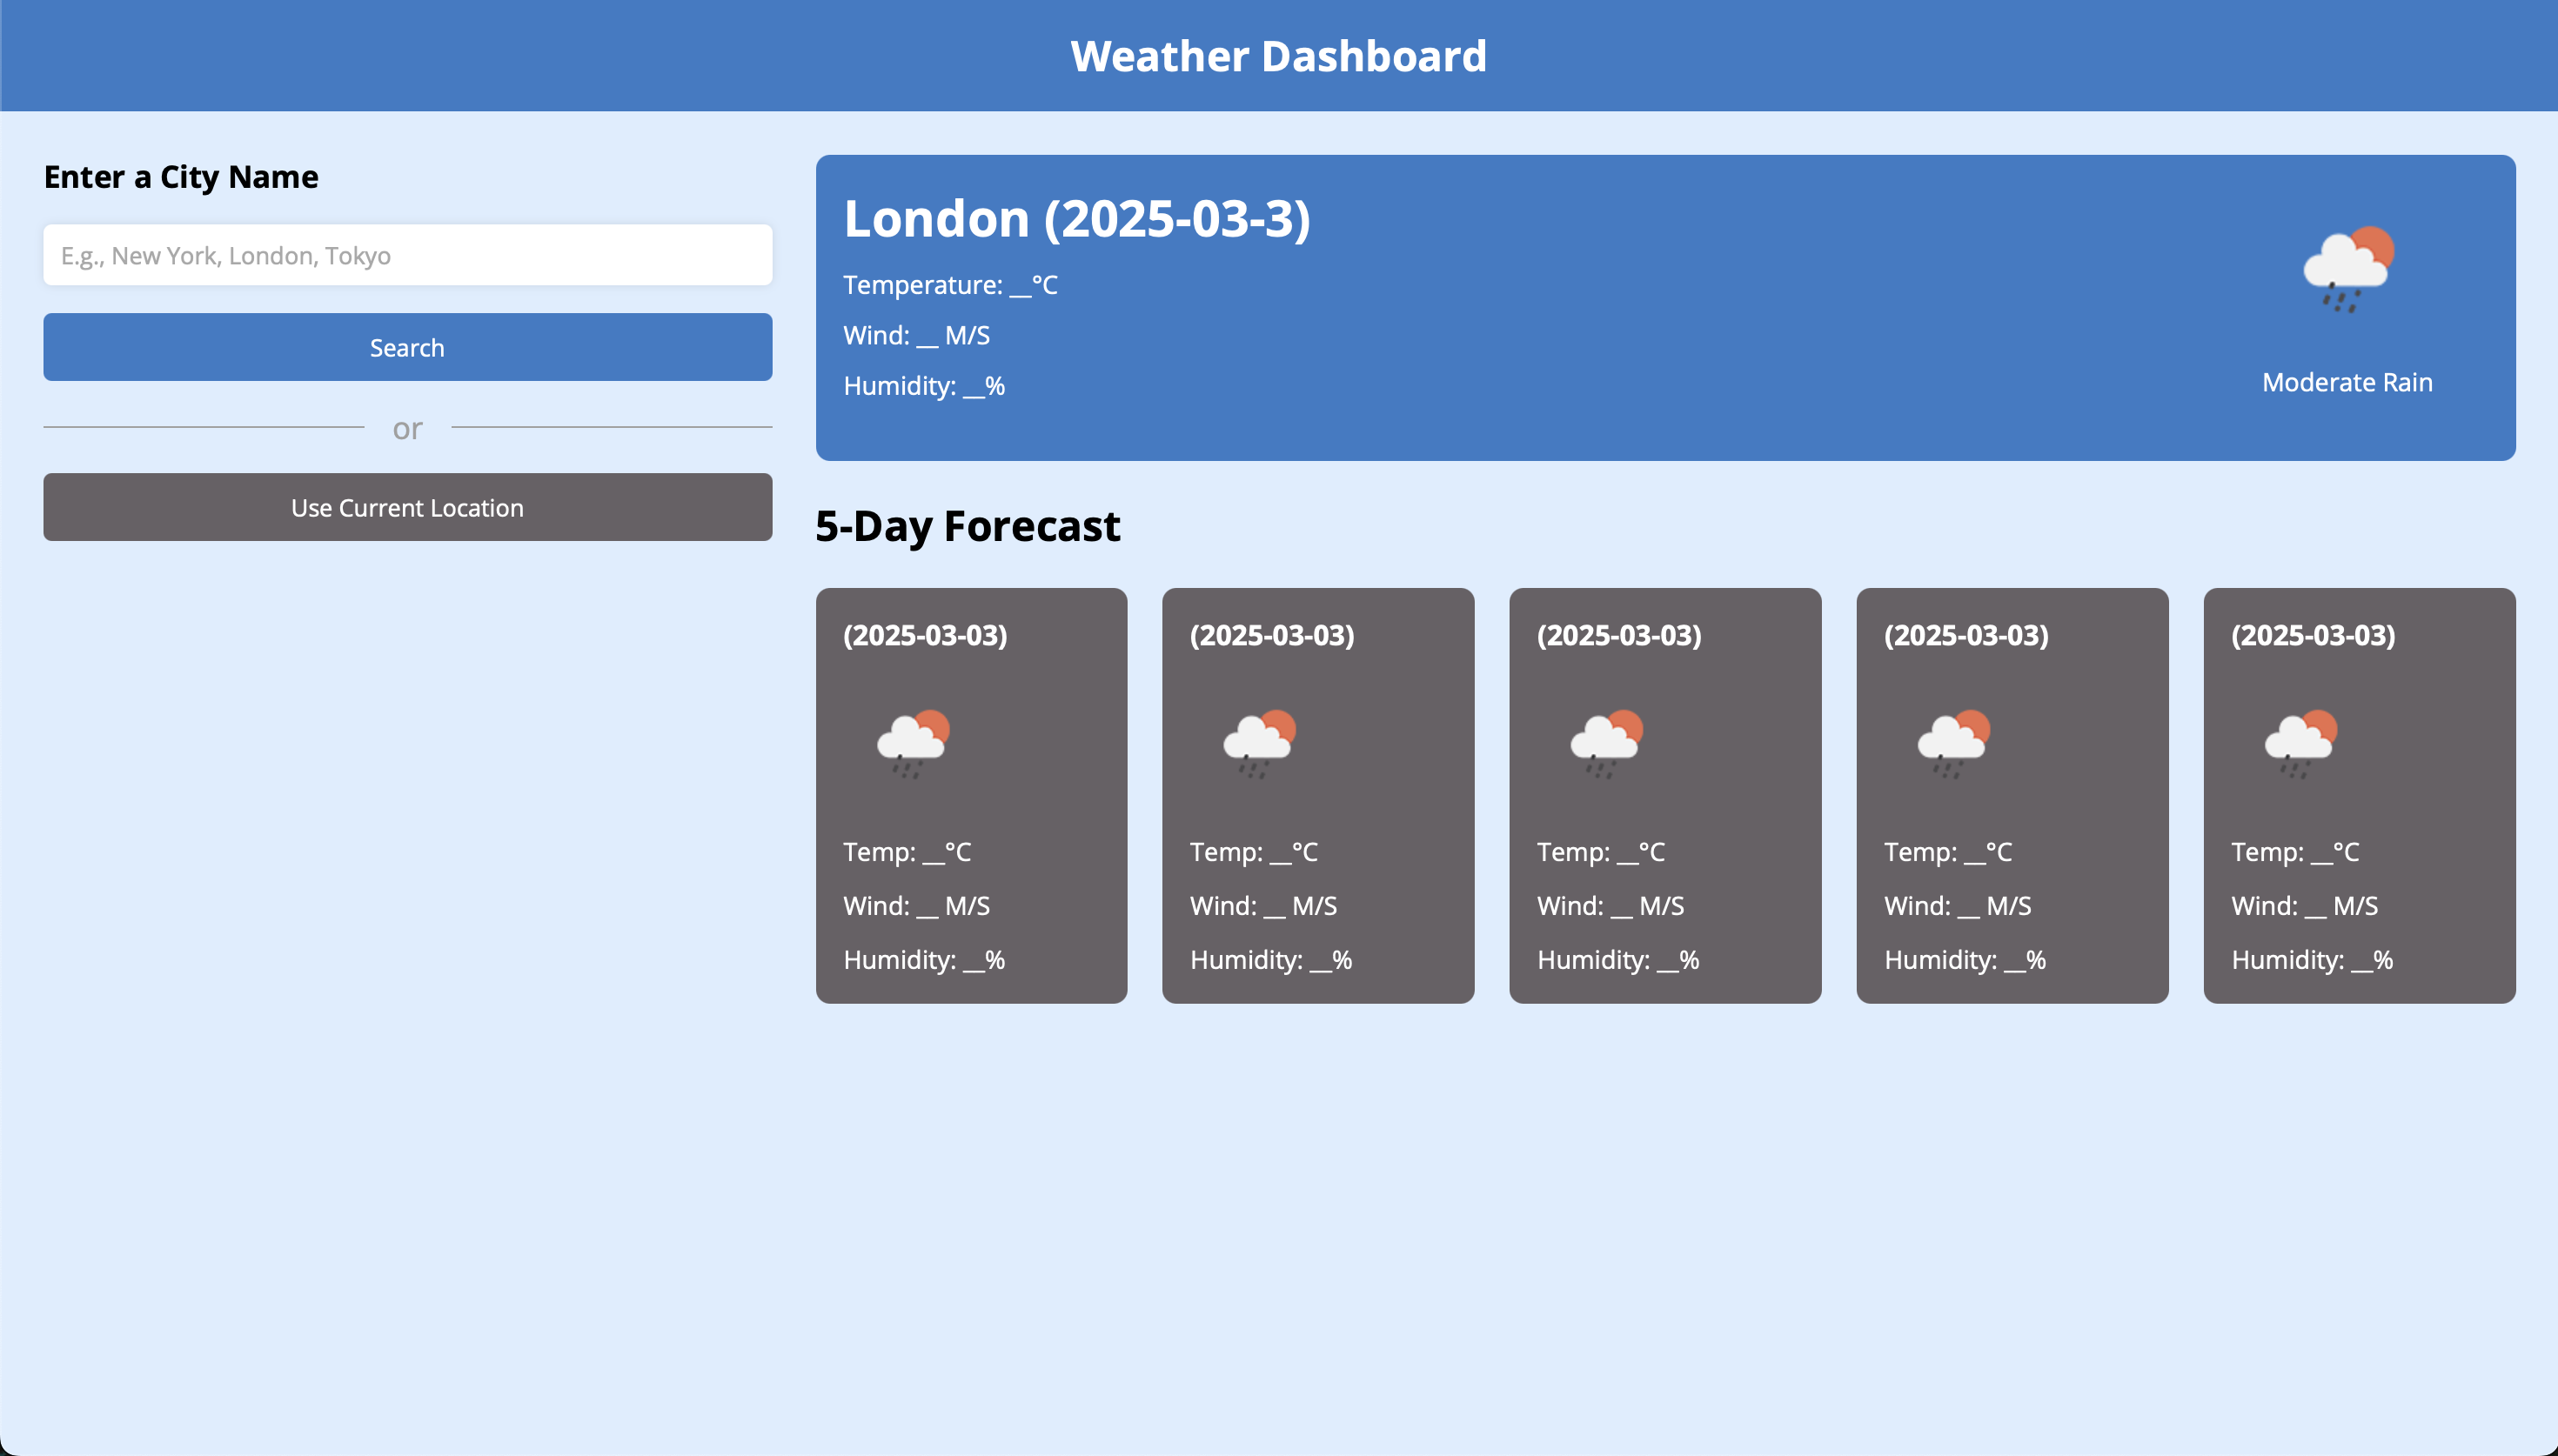 Weather Dashboard
Enter a City Name
E.g., New York, London, Tokyo
Search
or
Use Current Location
London (2025-03-3)
Temperature: __°C
Wind: __ M/S
Humidity: __%
Moderate Rain
5-Day Forecast
(2025-03-03)
Temp: __°C
Wind: __ M/S
Humidity: __%
(2025-03-03)
Temp: __°C
Wind: __ M/S
Humidity: __%
(2025-03-03)
Temp: __°C
Wind: __ M/S
Humidity: __%
(2025-03-03)
Temp: __°C
Wind: __ M/S
Humidity: __%
(2025-03-03)
Temp: __°C
Wind: __ M/S
Humidity: __%